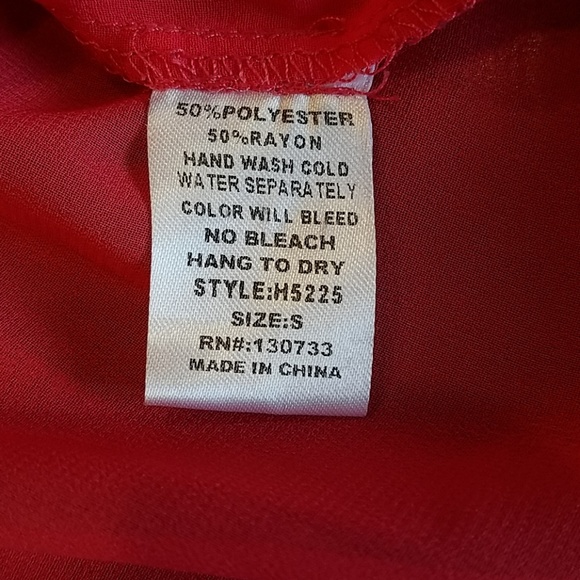 50%POLYESTER
50%RAYON
HAND WASH COLD
WATER SEPARATELY
COLOR WILL BLEED
NO BLEACH
HANG TO DRY
STYLE:H5225
SIZE:S
RN#:130733
MADE IN CHINA